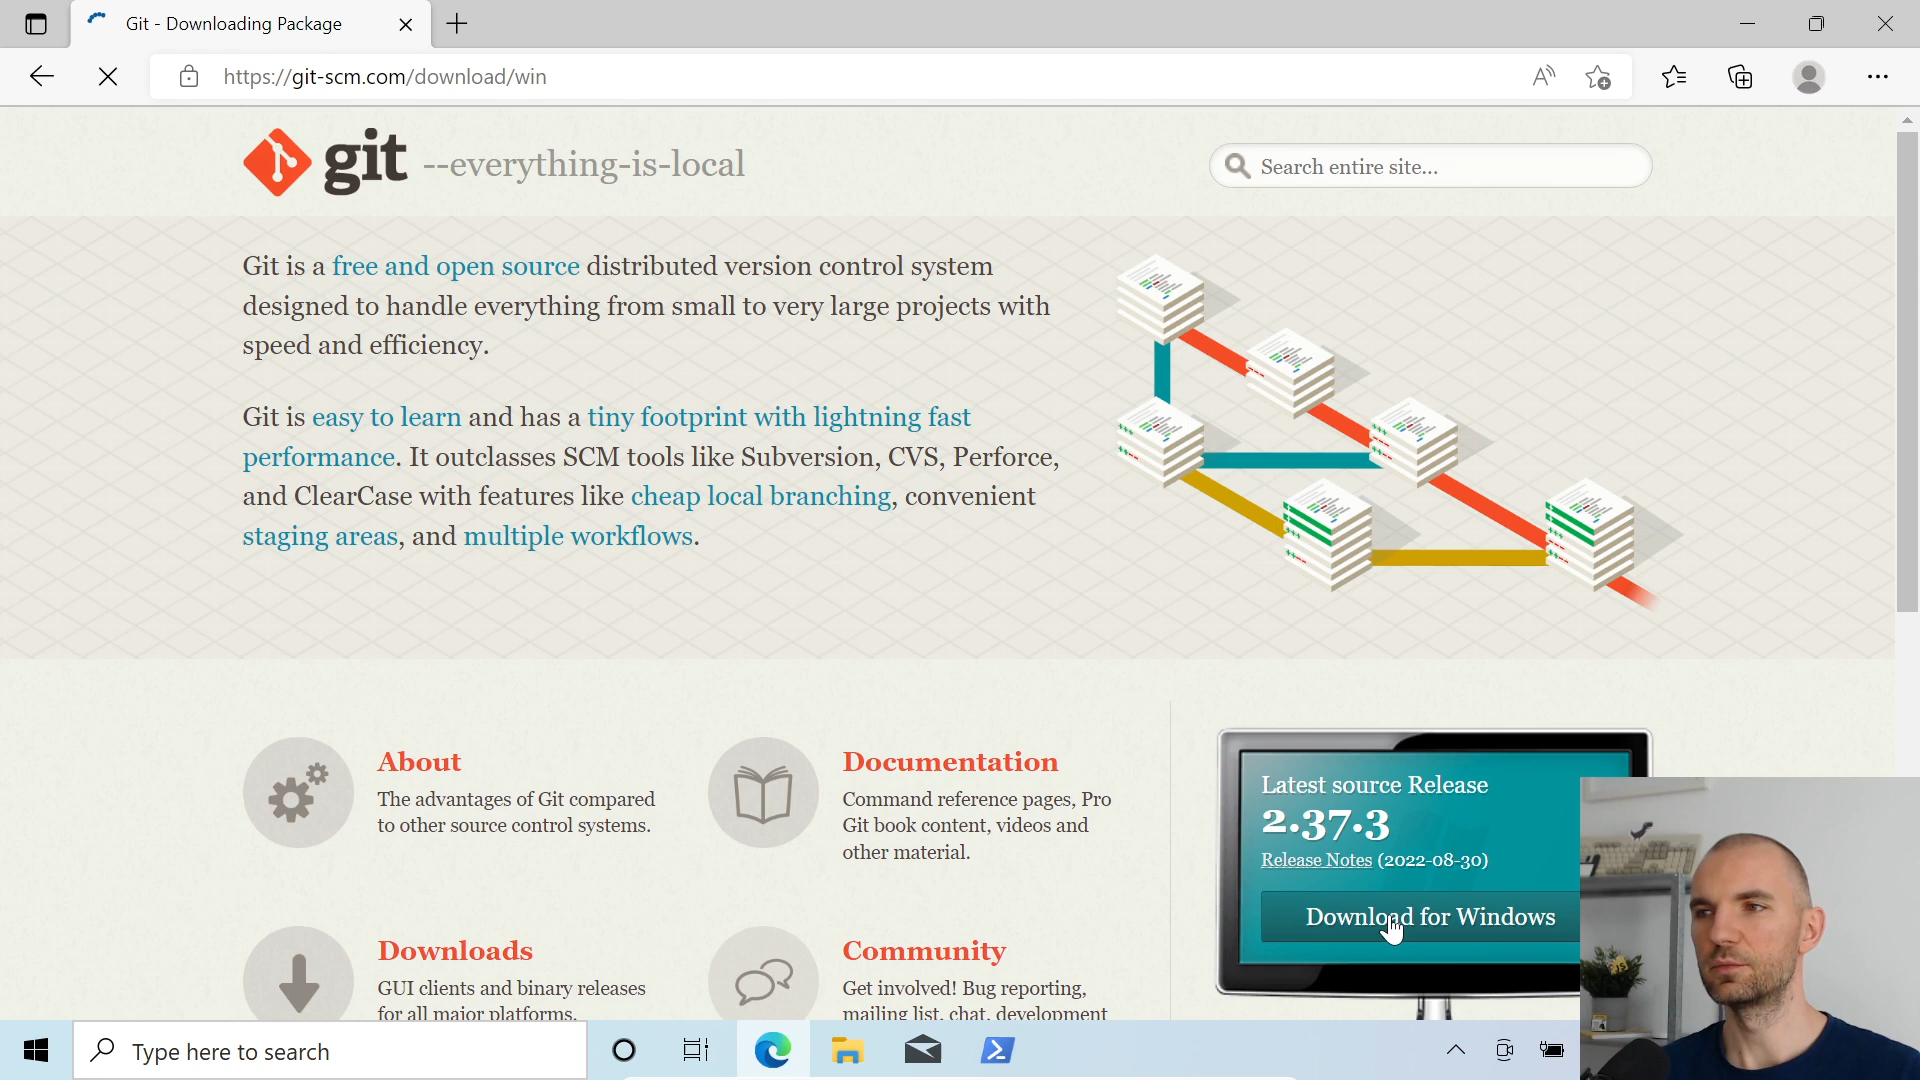 Git - Downloading Package
https://git-scm.com/download/win
git --everything-is-local
Search entire site...
Git is a free and open source distributed version control system
designed to handle everything from small to very large projects with
speed and efficiency.
Git is easy to learn and has a tiny footprint with lightning fast
performance. It outclasses SCM tools like Subversion, CVS, Perforce,
and ClearCase with features like cheap local branching, convenient
staging areas, and multiple workflows.
About
The advantages of Git compared
to other source control systems.
Documentation
Command reference pages, Pro
Git book content, videos and
other material.
Latest source Release
2.37.3
Release Notes (2022-08-30)
Download for Windows
Downloads
GUI clients and binary releases
for all major platforms.
Community
Get involved! Bug reporting,
mailing list, chat, development
Type here to search